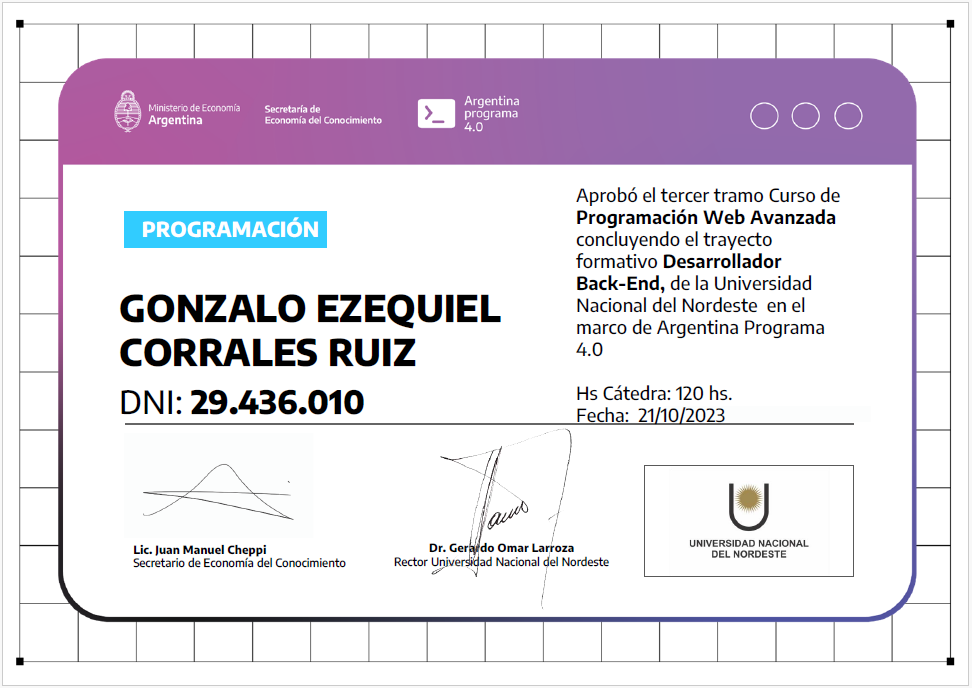 Ministerio de Economía
Argentina
Secretaría de
Economía del Conocimiento
Argentina
programa
4.0
PROGRAMACIÓN
GONZALO EZEQUIEL
CORRALES RUIZ
DNI: 29.436.010
Aprobó el tercer tramo Curso de
Programación Web Avanzada
concluyendo el trayecto
formativo Desarrollador
Back-End, de la Universidad
Nacional del Nordeste en el
marco de Argentina Programa
4.0
Hs Cátedra: 120 hs.
Fecha: 21/10/2023
Lic. Juan Manuel Cheppi
Secretario de Economía del Conocimiento
Dr. Gerardo Omar Larroza
Rector Universidad Nacional del Nordeste
UNIVERSIDAD NACIONAL
DEL NORDESTE